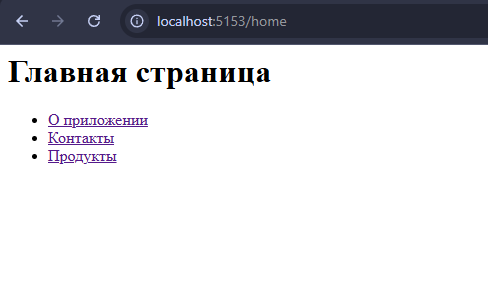 localhost:5153/home
Главная страница
О приложении
Контакты
Продукты